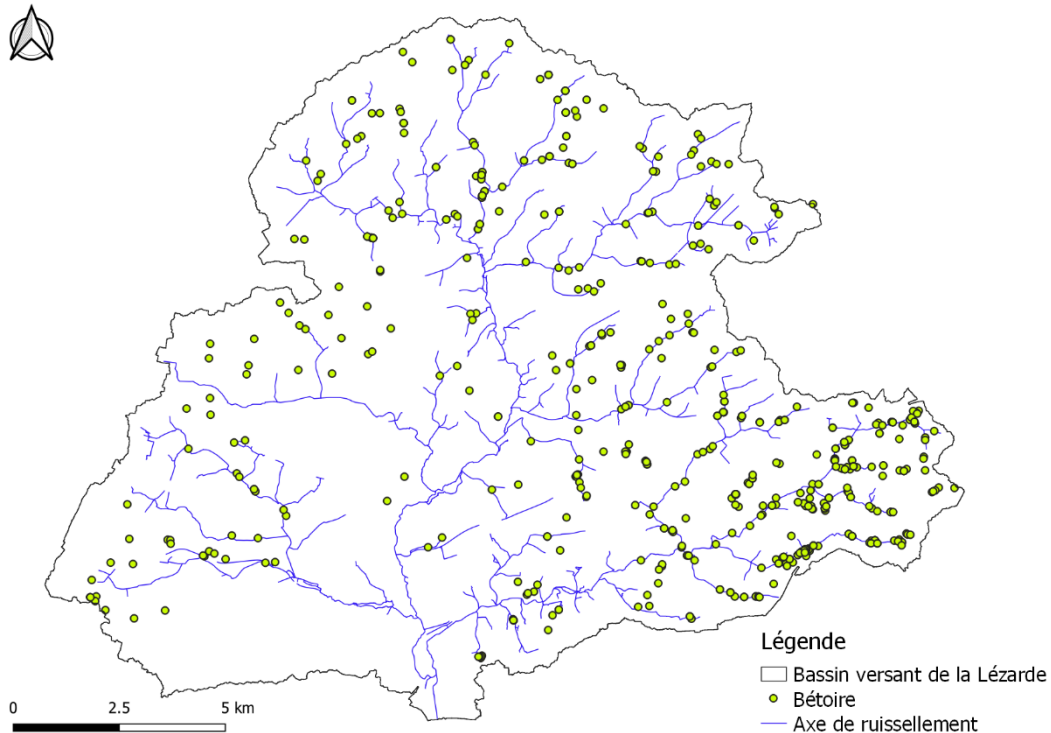 Légende
Bassin versant de la Lézarde
Bétoire
Axe de ruissellement
0 2.5 5 km